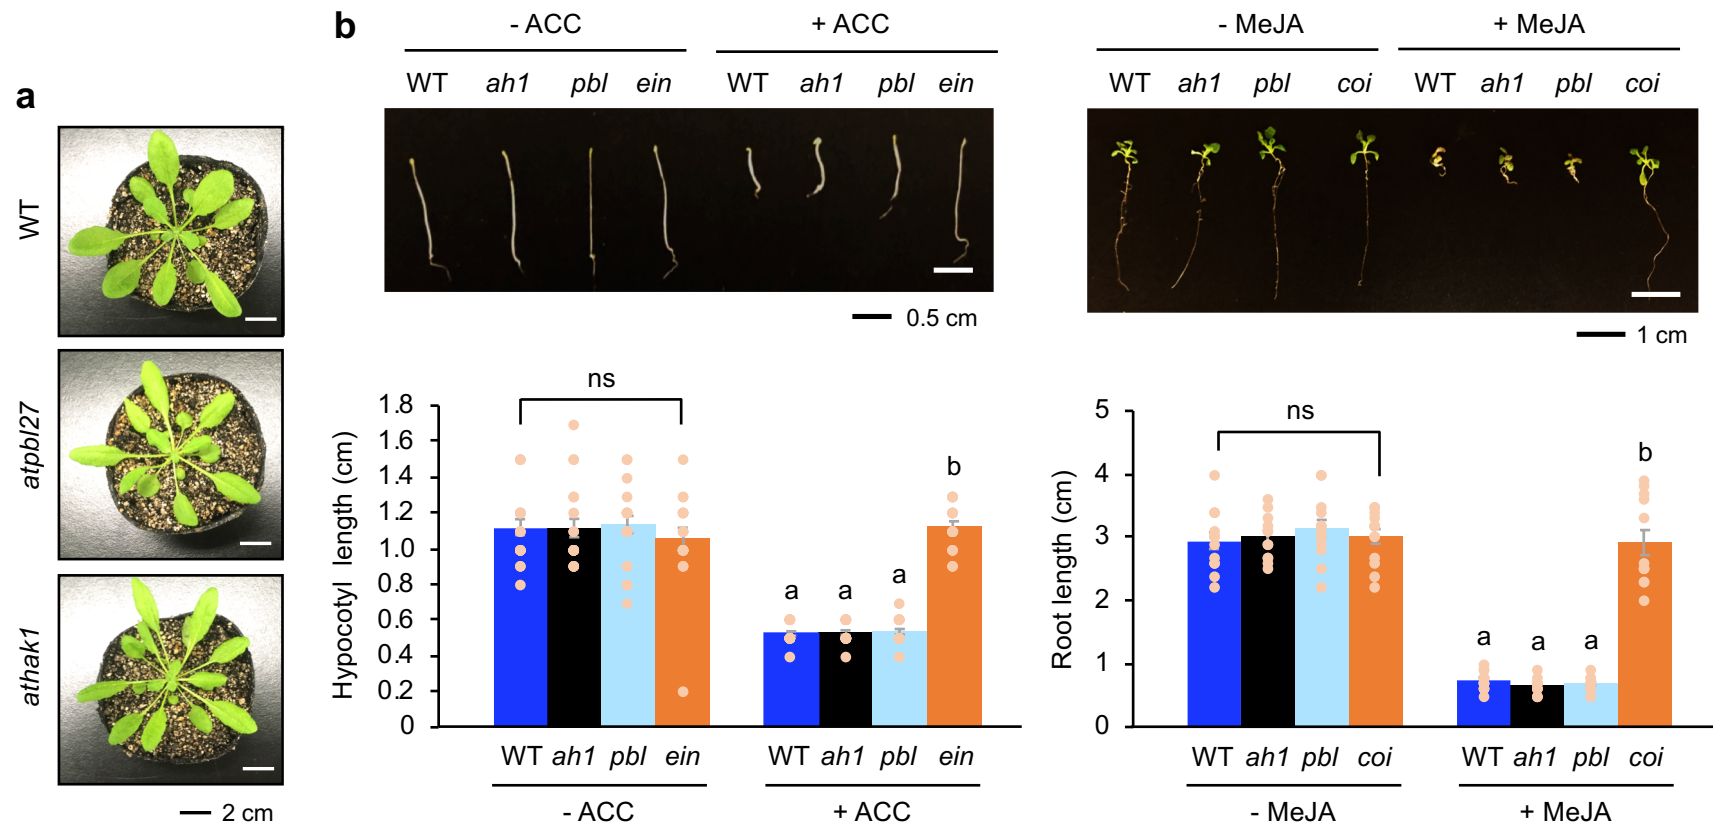 a
WT
atpbl27
athak1
2 cm
b
- ACC
+ ACC
WT ah1 pbl ein WT ah1 pbl ein
0.5 cm
- MeJA
+ MeJA
WT ah1 pbl coi WT ah1 pbl coi
1 cm
Hypocotyl length (cm)
1.8
1.6
1.4
1.2
1.0
0.8
0.6
0.4
0.2
0
ns
a a a b
WT ah1 pbl ein WT ah1 pbl ein
- ACC + ACC
Root length (cm)
5
4
3
2
1
0
ns
a a a b
WT ah1 pbl coi WT ah1 pbl coi
- MeJA + MeJA